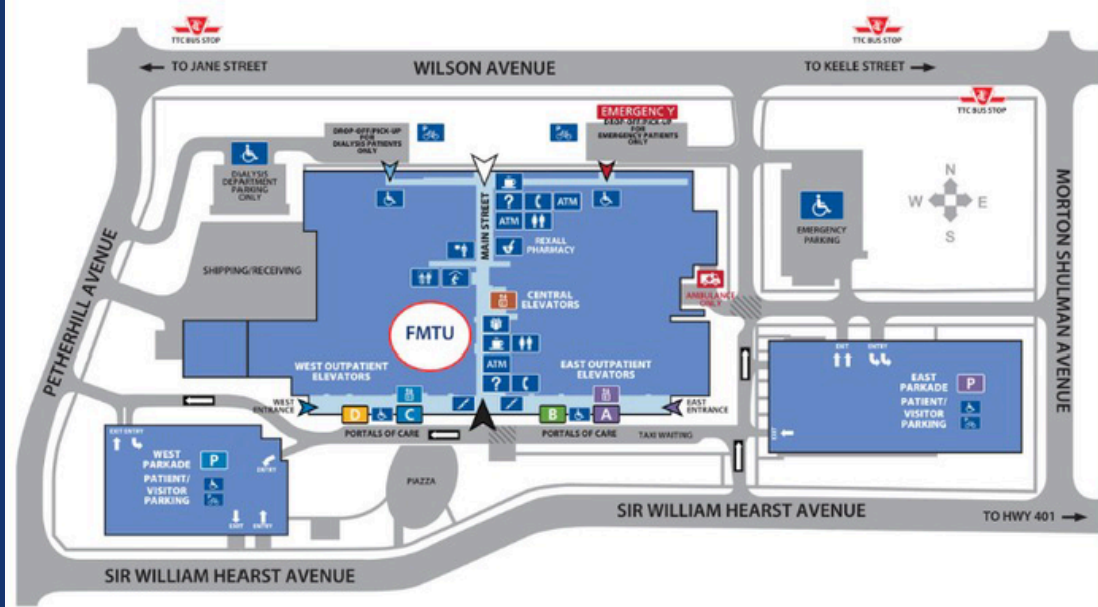 TTC BUS STOP
TTC BUS STOP
TO JANE STREET
WILSON AVENUE
TO KEELE STREET
TTC BUS STOP
EMERGENCY
DROP-OFF/PICK-UP
FOR
DIALYSIS PATIENTS
ONLY
DROP-OFF/PICK-UP
FOR
EMERGENCY PATIENTS
ONLY
DIALYSIS
DEPARTMENT
PARKING
ONLY
MAIN STREET
?
ATM
ATM
REXALL
PHARMACY
N
W
E
S
EMERGENCY
PARKING
MORTON SHULMAN AVENUE
PETHERHILL AVENUE
SHIPPING/RECEIVING
CENTRAL
ELEVATORS
AMBULANCE
ONLY
FMTU
ATM
?
WEST OUTPATIENT
ELEVATORS
EAST OUTPATIENT
ELEVATORS
WEST
ENTRANCE
D
C
B
A
EAST
ENTRANCE
PORTALS OF CARE
PORTALS OF CARE
TAXI WAITING
EXIT
ENTRY
EAST
PARKADE
P
PATIENT/
VISITOR
PARKING
EXIT
EXIT ENTRY
WEST
PARKADE
P
PATIENT/
VISITOR
PARKING
ENTRY
EXIT
ENTRY
PIAZZA
SIR WILLIAM HEARST AVENUE
TO HWY 401
SIR WILLIAM HEARST AVENUE